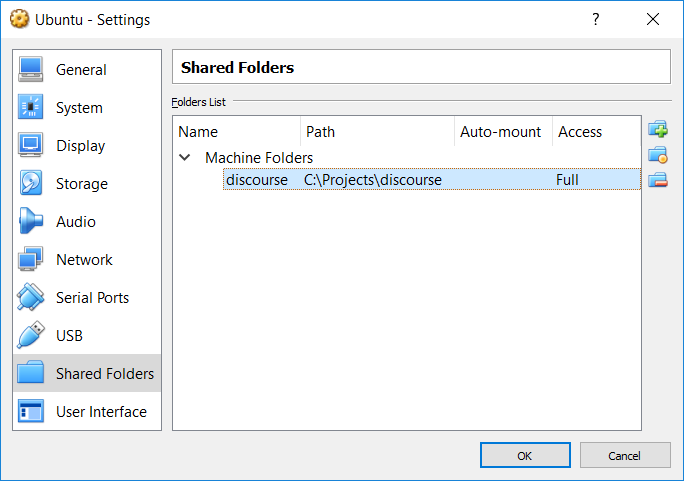 Ubuntu - Settings
?
General
System
Display
Storage
Audio
Network
Serial Ports
USB
Shared Folders
User Interface
Shared Folders
Folders List
Name Path Auto-mount Access
Machine Folders
discourse C:\Projects\discourse Full
OK Cancel